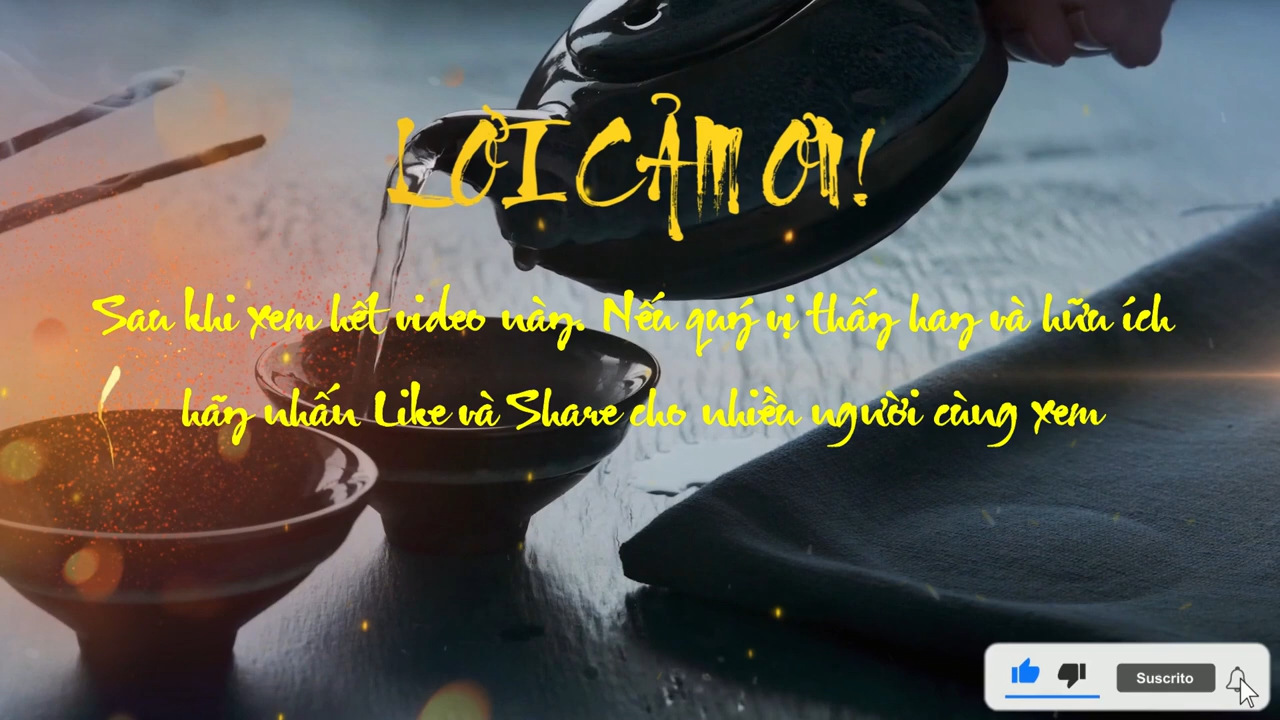 LỜI CẢM ƠN!
Sau khi xem hết video này. Nếu quý vị thấy hay và hữu ích
hãy nhấn Like và Share cho nhiều người cùng xem
Suscrito